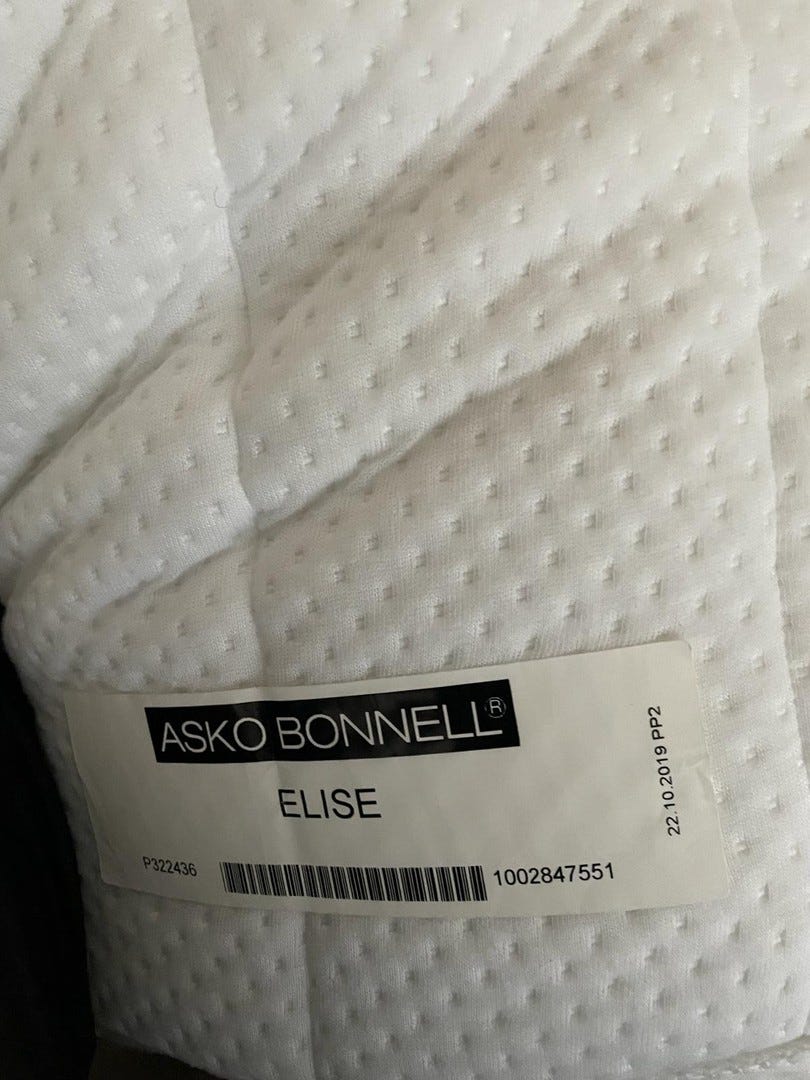 ASKO BONNELL®
ELISE
P322436
1002847551
22.10.2019 PP2